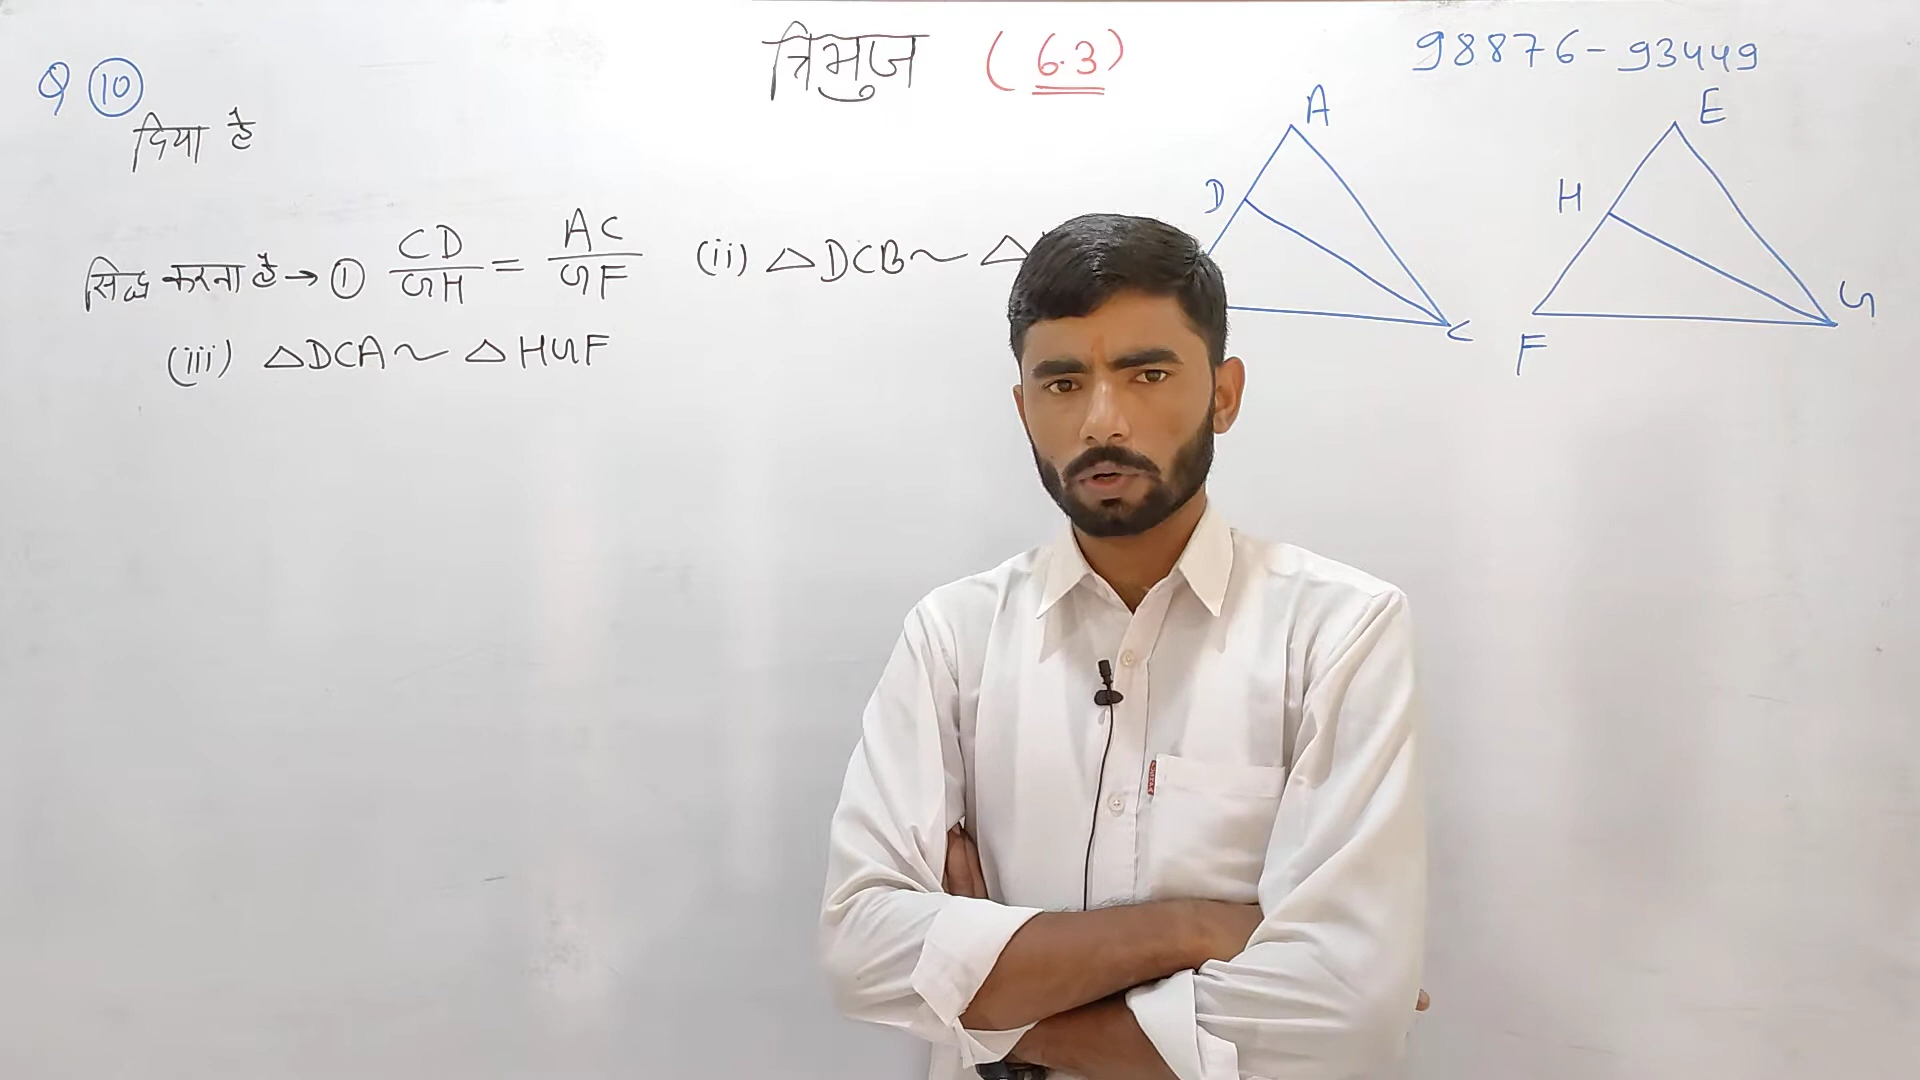 त्रिभुज (6.3)
98876-93449
Q 10
दिया है
सिद्ध करना है → ① CD/GH = AC/GF (ii) △DCB ~ △
(iii) △DCA ~ △HGF
A
D
C
E
H
F
G